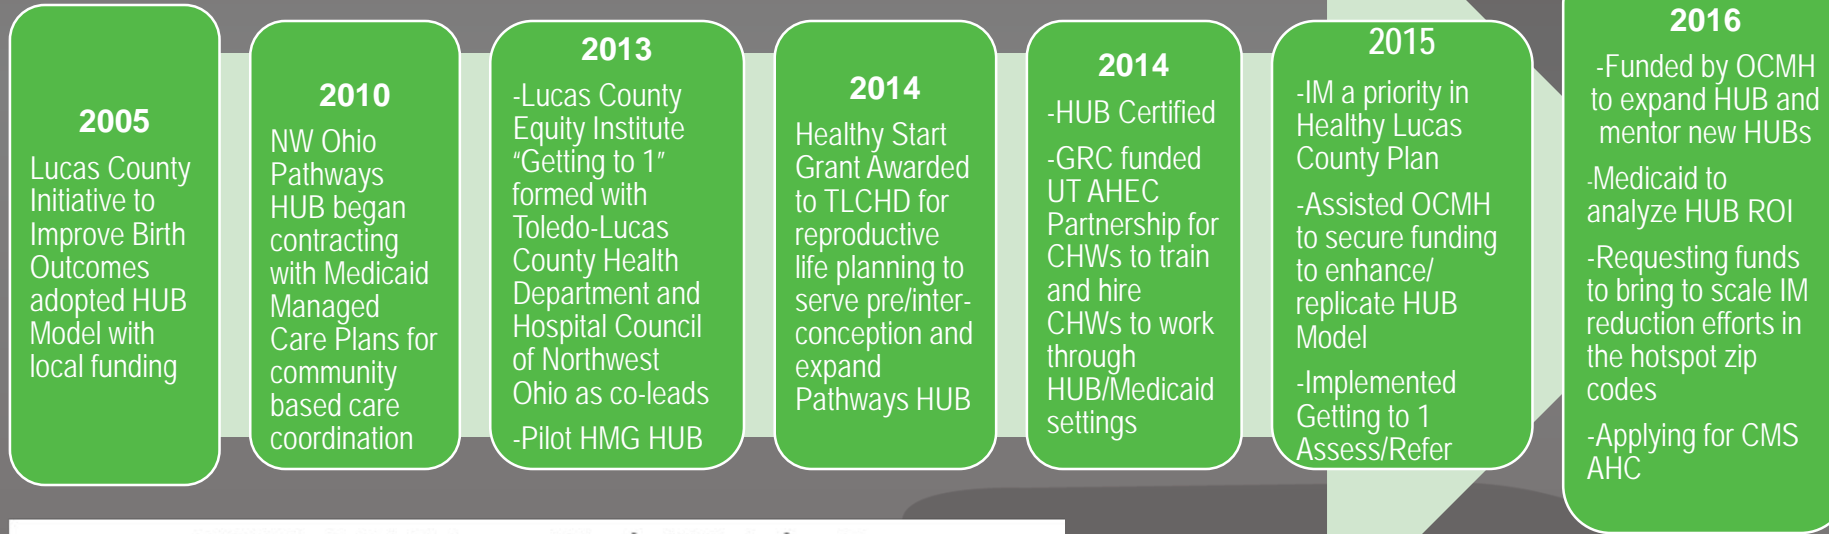 2005
Lucas County
Initiative to
Improve Birth
Outcomes
adopted HUB
Model with
local funding
2010
NW Ohio
Pathways
HUB began
contracting
with Medicaid
Managed
Care Plans for
community
based care
coordination
2013
-Lucas County
Equity Institute
“Getting to 1”
formed with
Toledo-Lucas
County Health
Department and
Hospital Council
of Northwest
Ohio as co-leads
-Pilot HMG HUB
2014
Healthy Start
Grant Awarded
to TLCHD for
reproductive
life planning to
serve pre/inter-
conception and
expand
Pathways HUB
2014
-HUB Certified
-GRC funded
UT AHEC
Partnership for
CHWs to train
and hire
CHWs to work
through
HUB/Medicaid
settings
2015
-IM a priority in
Healthy Lucas
County Plan
-Assisted OCMH
to secure funding
to enhance/
replicate HUB
Model
-Implemented
Getting to 1
Assess/Refer
2016
-Funded by OCMH
to expand HUB and
mentor new HUBs
-Medicaid to
analyze HUB ROI
-Requesting funds
to bring to scale IM
reduction efforts in
the hotspot zip
codes
-Applying for CMS
AHC